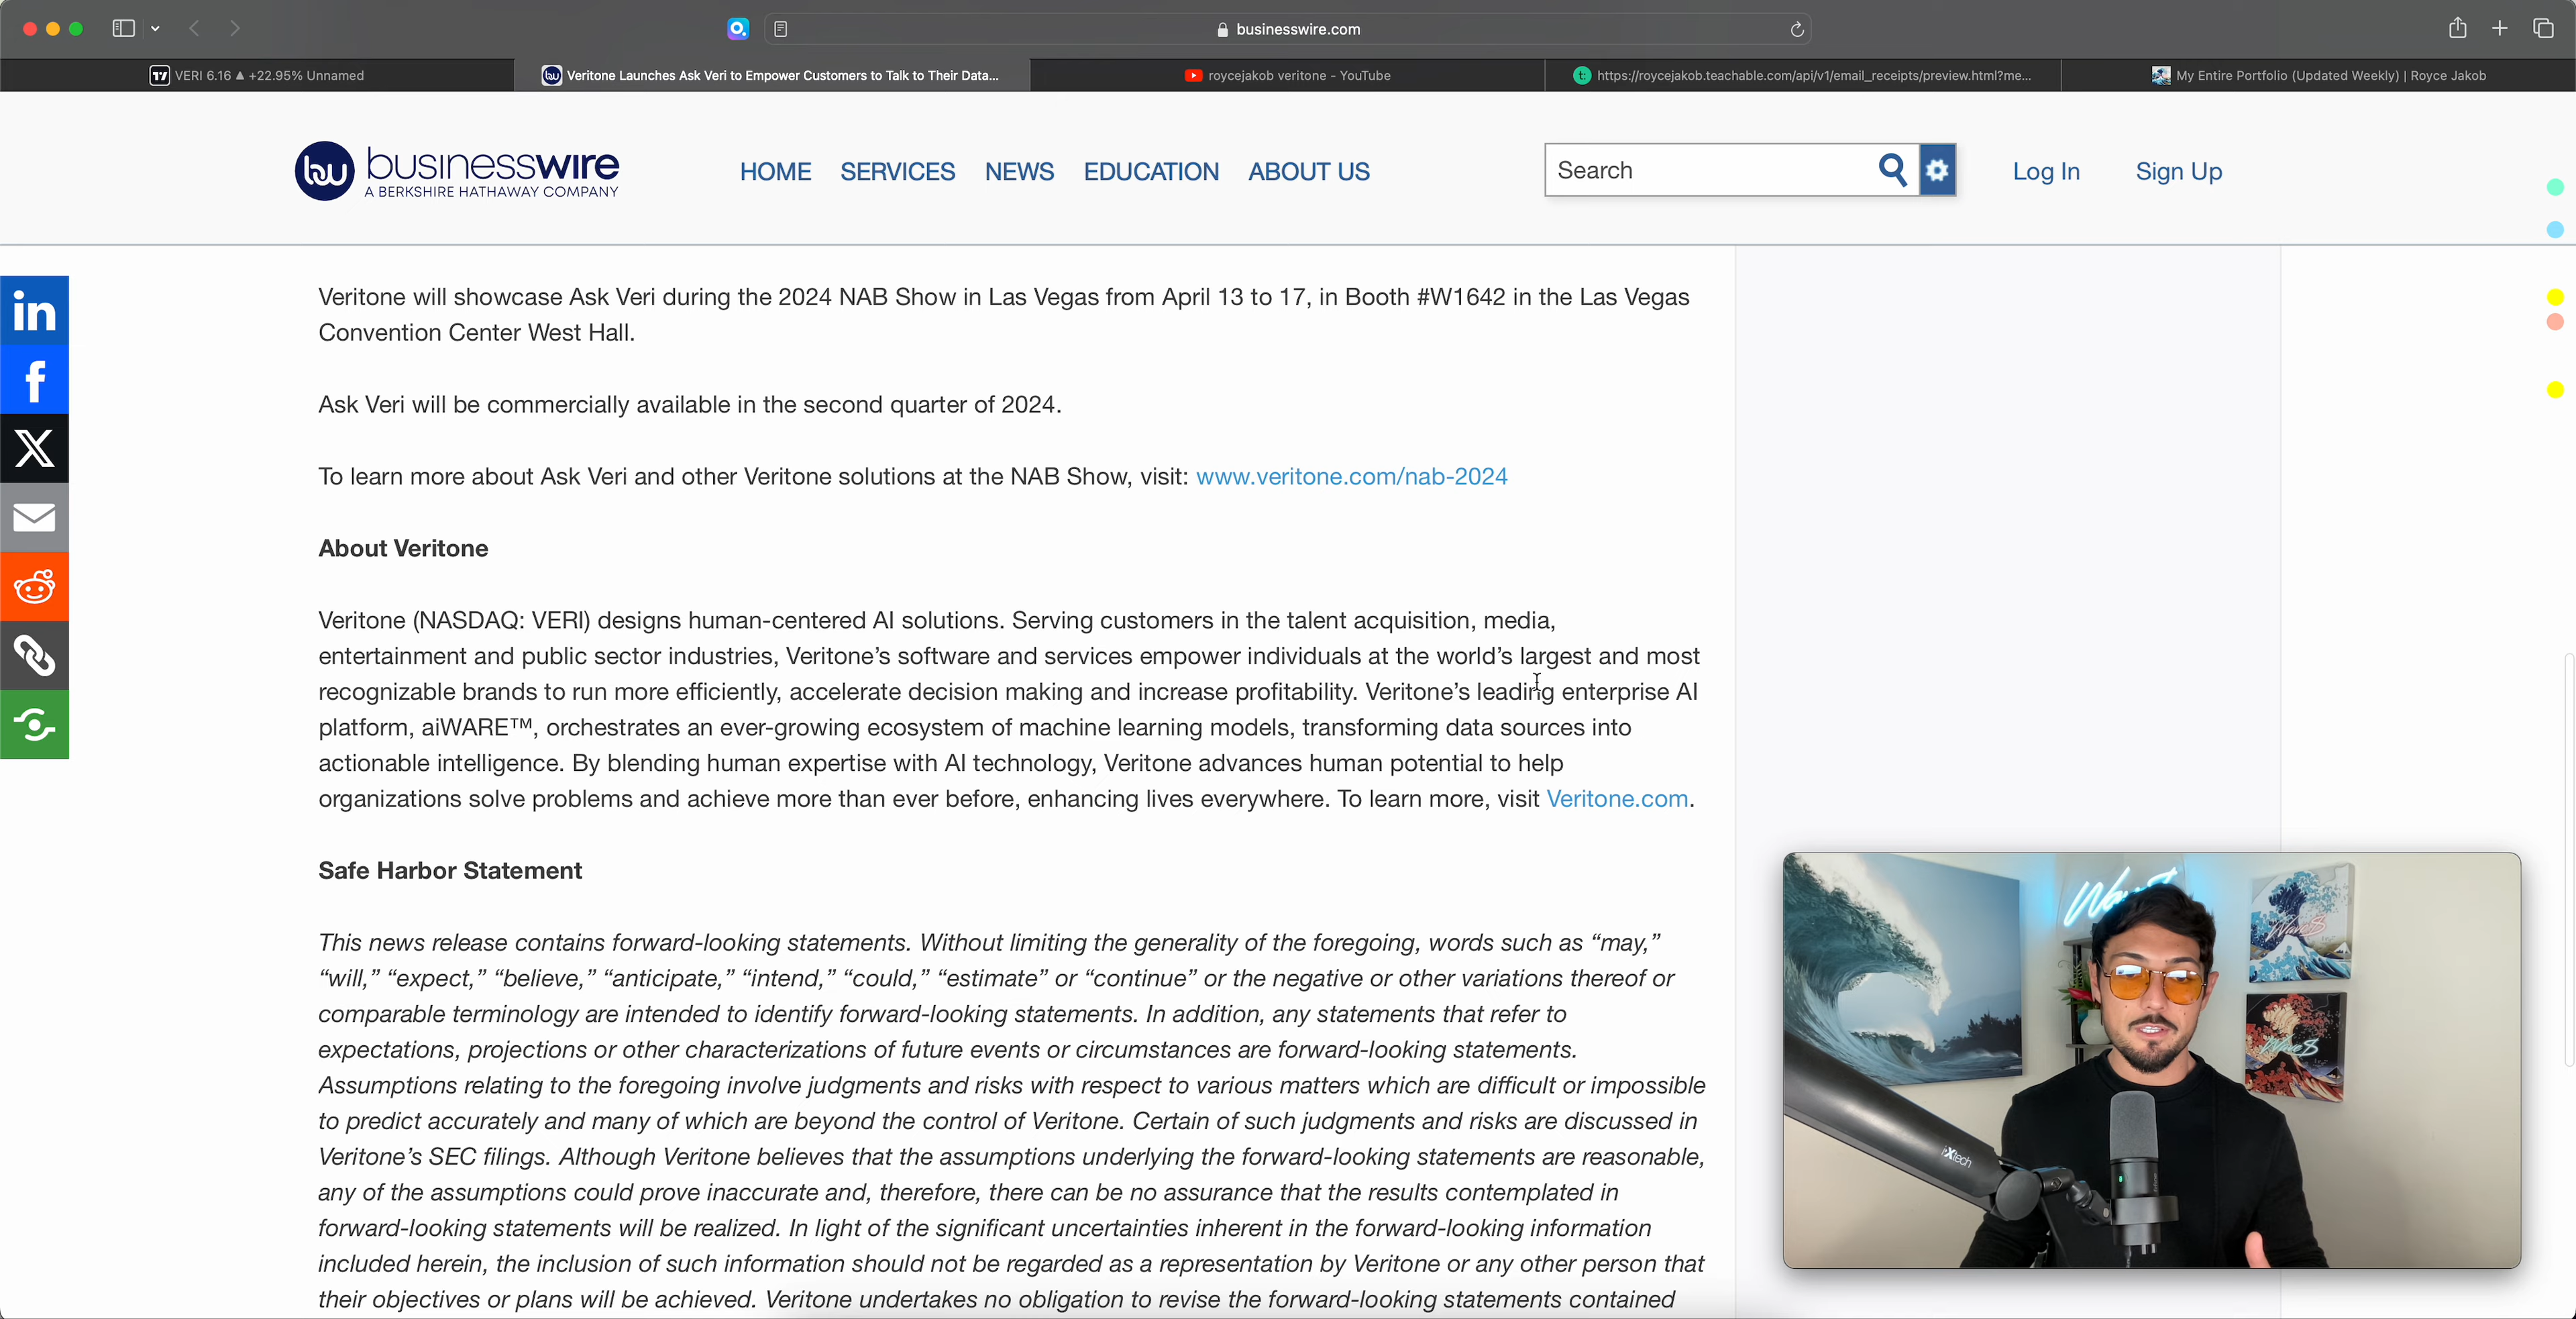 businesswire.com
VERI 6.16 ▲ +22.95% Unnamed
Veritone Launches Ask Veri to Empower Customers to Talk to Their Data...
roycejakob veritone - YouTube
https://roycejakob.teachable.com/api/v1/email_receipts/preview.html?me...
My Entire Portfolio (Updated Weekly) | Royce Jakob
businesswire
A BERKSHIRE HATHAWAY COMPANY
HOME SERVICES NEWS EDUCATION ABOUT US
Search
Log In
Sign Up
Veritone will showcase Ask Veri during the 2024 NAB Show in Las Vegas from April 13 to 17, in Booth #W1642 in the Las Vegas
Convention Center West Hall.
Ask Veri will be commercially available in the second quarter of 2024.
To learn more about Ask Veri and other Veritone solutions at the NAB Show, visit: www.veritone.com/nab-2024
About Veritone
Veritone (NASDAQ: VERI) designs human-centered AI solutions. Serving customers in the talent acquisition, media,
entertainment and public sector industries, Veritone’s software and services empower individuals at the world’s largest and most
recognizable brands to run more efficiently, accelerate decision making and increase profitability. Veritone’s leading enterprise AI
platform, aiWARE™, orchestrates an ever-growing ecosystem of machine learning models, transforming data sources into
actionable intelligence. By blending human expertise with AI technology, Veritone advances human potential to help
organizations solve problems and achieve more than ever before, enhancing lives everywhere. To learn more, visit Veritone.com.
Safe Harbor Statement
This news release contains forward-looking statements. Without limiting the generality of the foregoing, words such as “may,”
“will,” “expect,” “believe,” “anticipate,” “intend,” “could,” “estimate” or “continue” or the negative or other variations thereof or
comparable terminology are intended to identify forward-looking statements. In addition, any statements that refer to
expectations, projections or other characterizations of future events or circumstances are forward-looking statements.
Assumptions relating to the foregoing involve judgments and risks with respect to various matters which are difficult or impossible
to predict accurately and many of which are beyond the control of Veritone. Certain of such judgments and risks are discussed in
Veritone’s SEC filings. Although Veritone believes that the assumptions underlying the forward-looking statements are reasonable,
any of the assumptions could prove inaccurate and, therefore, there can be no assurance that the results contemplated in
forward-looking statements will be realized. In light of the significant uncertainties inherent in the forward-looking information
included herein, the inclusion of such information should not be regarded as a representation by Veritone or any other person that
their objectives or plans will be achieved. Veritone undertakes no obligation to revise the forward-looking statements contained